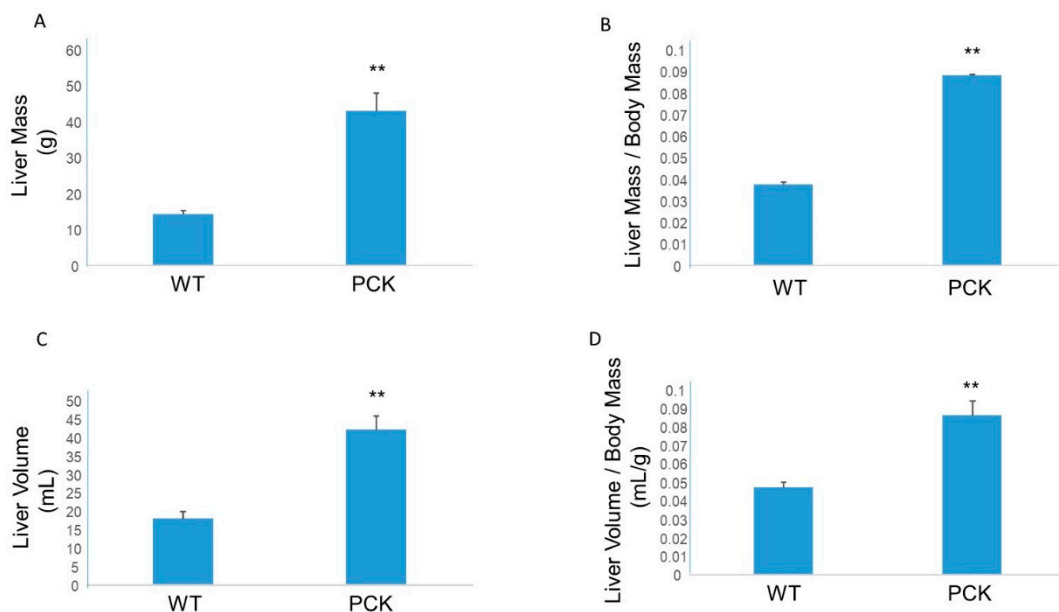 A
Liver Mass
(g)
60
50
40
30
20
10
0
**
WT
PCK
B
Liver Mass / Body Mass
0.1
0.09
0.08
0.07
0.06
0.05
0.04
0.03
0.02
0.01
0
**
WT
PCK
C
Liver Volume
(mL)
50
45
40
35
30
25
20
15
10
5
0
**
WT
PCK
D
Liver Volume / Body Mass
(mL/g)
0.1
0.09
0.08
0.07
0.06
0.05
0.04
0.03
0.02
0.01
0
**
WT
PCK